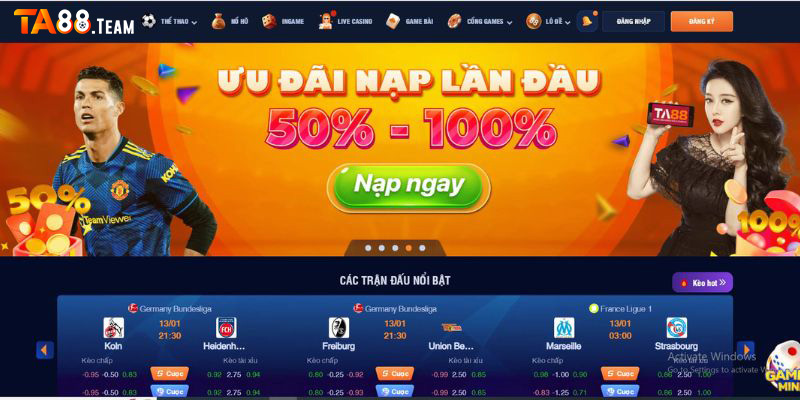 TA88.TEAM
THỂ THAO
NỔ HŨ
INGAME
LIVE CASINO
GAME BÀI
CỔNG GAMES
LÔ ĐỀ
ĐĂNG NHẬP
ĐĂNG KÝ
ƯU ĐÃI NẠP LẦN ĐẦU
50% - 100%
Nạp ngay
50%
TeamViewer
TA88
100%
CÁC TRẬN ĐẤU NỔI BẬT
Kèo hot
Germany Bundesliga
13/01
21:30
Koln
Heidenh...
Kèo chấp
Kèo tài xỉu
-0.95 -0.50 0.83
Cược
0.92 2.75 0.94
-0.95 -0.50 0.83
Cược
0.92 2.75 0.94
Germany Bundesliga
13/01
21:30
Freiburg
Union Be...
Kèo chấp
Kèo tài xỉu
0.80 -0.25 -0.92
Cược
-0.99 2.50 0.85
0.80 -0.25 -0.92
Cược
-0.99 2.50 0.85
France Ligue 1
13/01
03:00
Marseille
Strasbourg
Kèo chấp
Kèo tài xỉu
0.98 -1.00 0.90
Cược
0.86 2.50 1.00
-0.83 -1.25 0.71
Cược
0.86 2.50 1.00
Activate Windows
Go to Settings to activate W
GAME
MINI